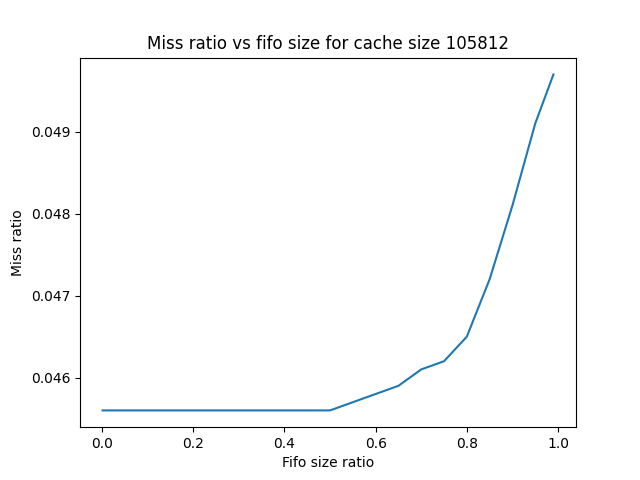 Miss ratio vs fifo size for cache size 105812
0.049
0.048
0.047
0.046
Miss ratio
0.0 0.2 0.4 0.6 0.8 1.0
Fifo size ratio